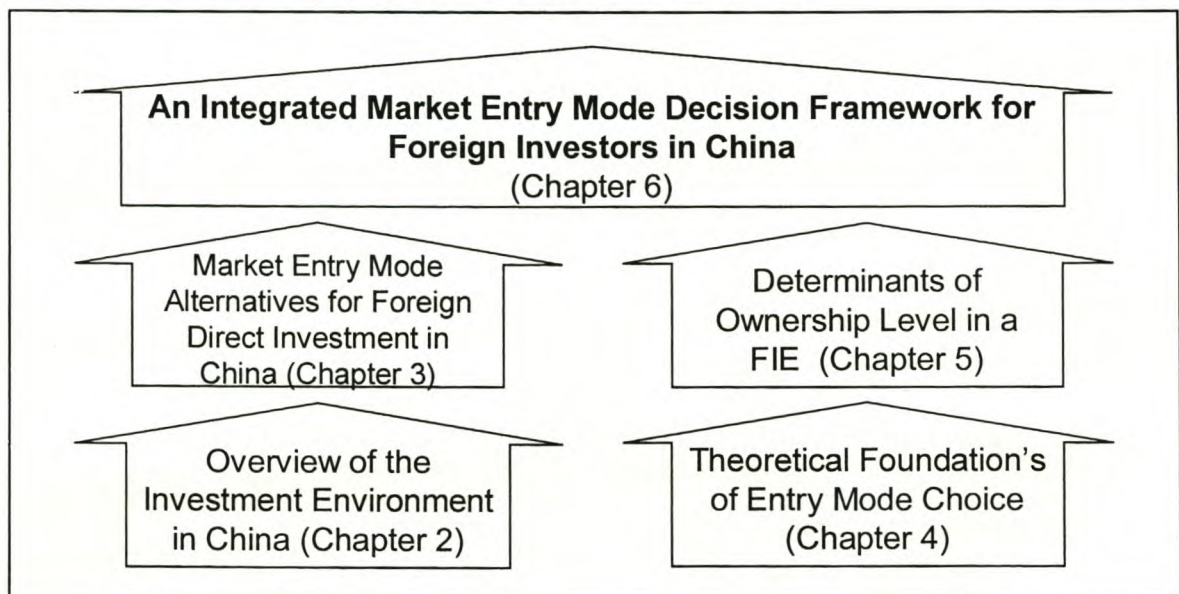 An Integrated Market Entry Mode Decision Framework for
Foreign Investors in China
(Chapter 6)
Market Entry Mode
Alternatives for Foreign
Direct Investment in
China (Chapter 3)
Determinants of
Ownership Level in a
FIE (Chapter 5)
Overview of the
Investment Environment
in China (Chapter 2)
Theoretical Foundation's
of Entry Mode Choice
(Chapter 4)